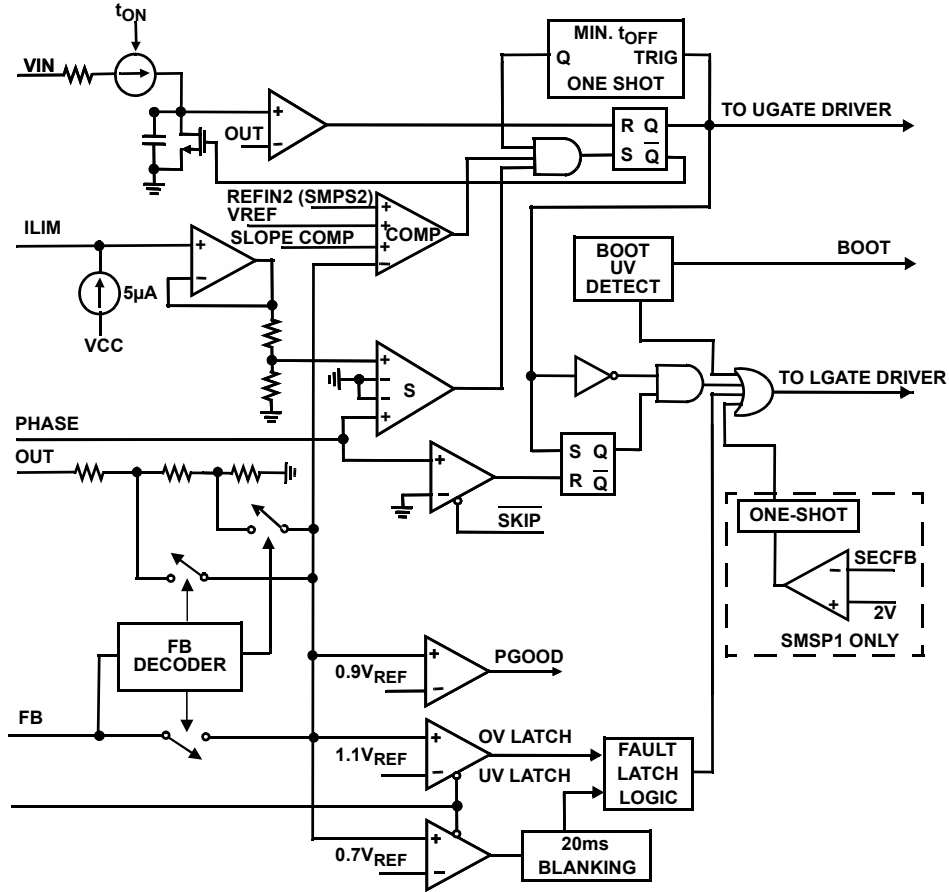 tON
VIN
MIN. tOFF
Q TRIG
ONE SHOT
+
OUT
−
R Q
S Q̅
TO UGATE DRIVER
REFIN2 (SMPS2)
VREF
SLOPE COMP
+
+
+
−
COMP
ILIM
+
−
5µA
VCC
BOOT
UV
DETECT
BOOT
+
−
−
+
S
TO LGATE DRIVER
PHASE
OUT
+
−
S̅K̅I̅P̅
S Q
R Q̅
ONE-SHOT
SECFB
−
+
2V
SMSP1 ONLY
FB
DECODER
+
0.9VREF
−
PGOOD
FB
+
1.1VREF
−
OV LATCH
UV LATCH
FAULT
LATCH
LOGIC
+
0.7VREF
−
20ms
BLANKING